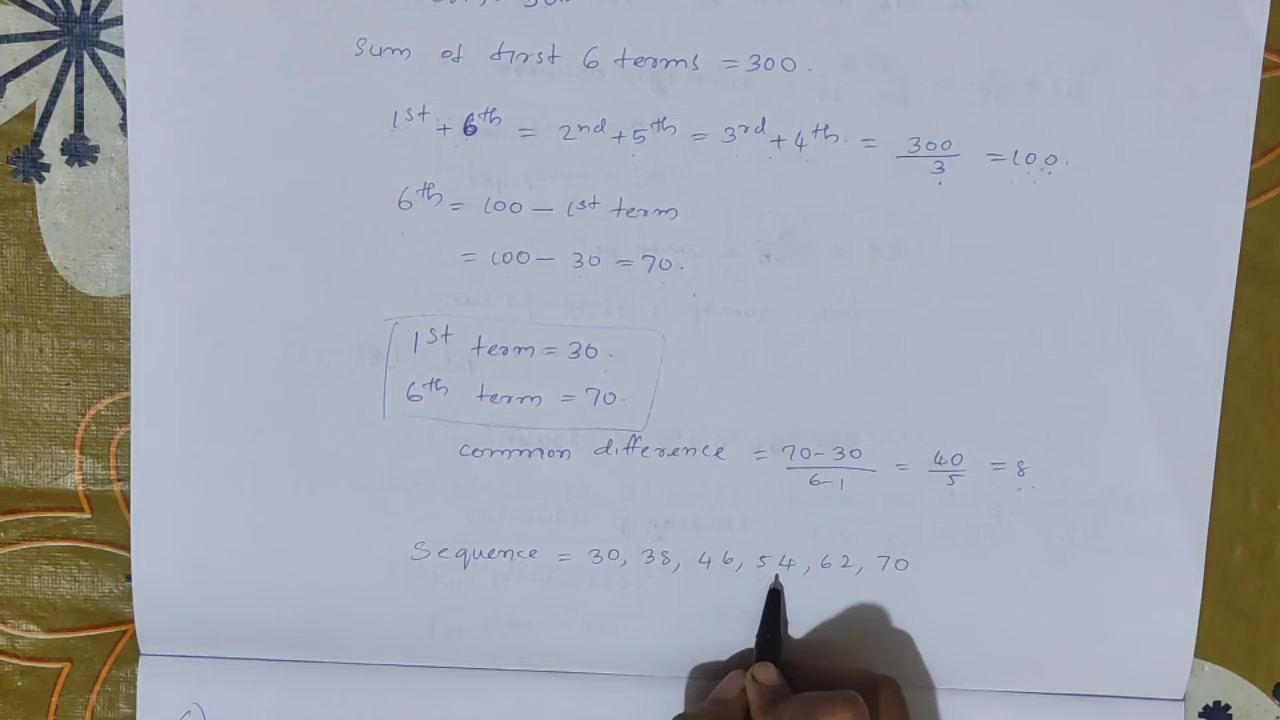 Sum of first 6 terms = 300.
1st + 6th = 2nd + 5th = 3rd + 4th. = 300/3 = 100.
6th = 100 - 1st term
= 100 - 30 = 70.
1st term = 30.
6th term = 70.
common difference = 70-30/6-1 = 40/5 = 8
Sequence = 30, 38, 46, 54, 62, 70